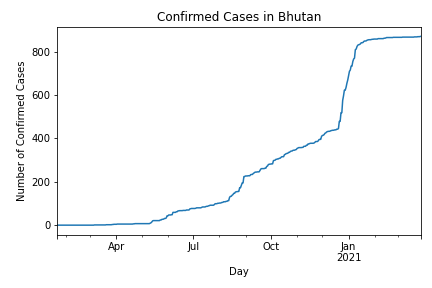 Confirmed Cases in Bhutan
Number of Confirmed Cases
800
600
400
200
0
Apr
Jul
Oct
Jan
2021
Day